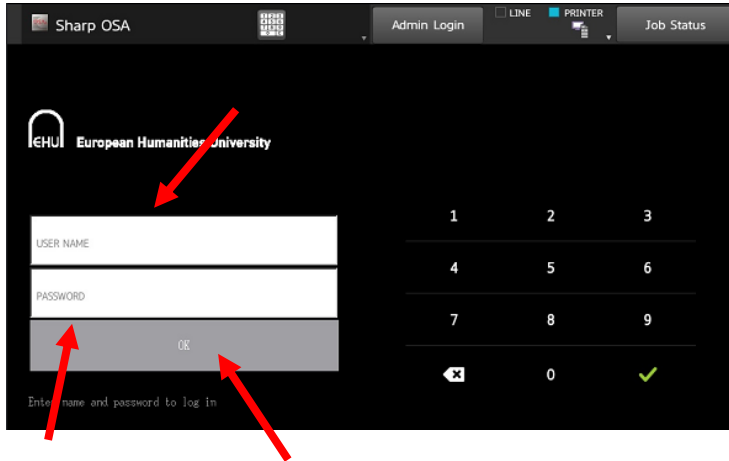 Sharp OSA
Admin Login
LINE
PRINTER
Job Status
EHU
European Humanities University
USER NAME
PASSWORD
OK
Enter name and password to log in
1 2 3
4 5 6
7 8 9
0